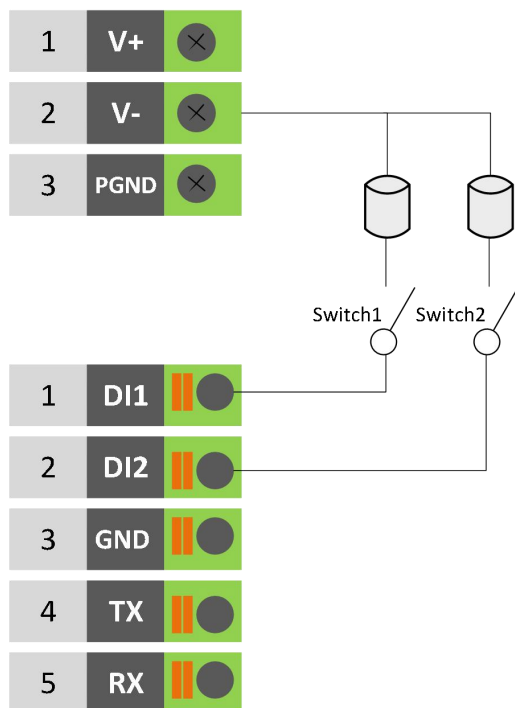 1 V+
2 V-
3 PGND
Switch1 Switch2
1 DI1
2 DI2
3 GND
4 TX
5 RX